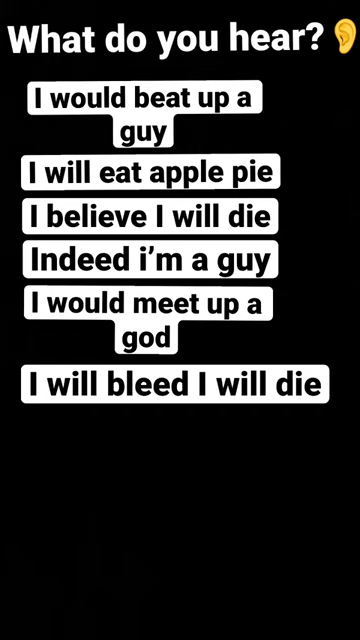 What do you hear?👂
I would beat up a
guy
I will eat apple pie
I believe I will die
Indeed i’m a guy
I would meet up a
god
I will bleed I will die